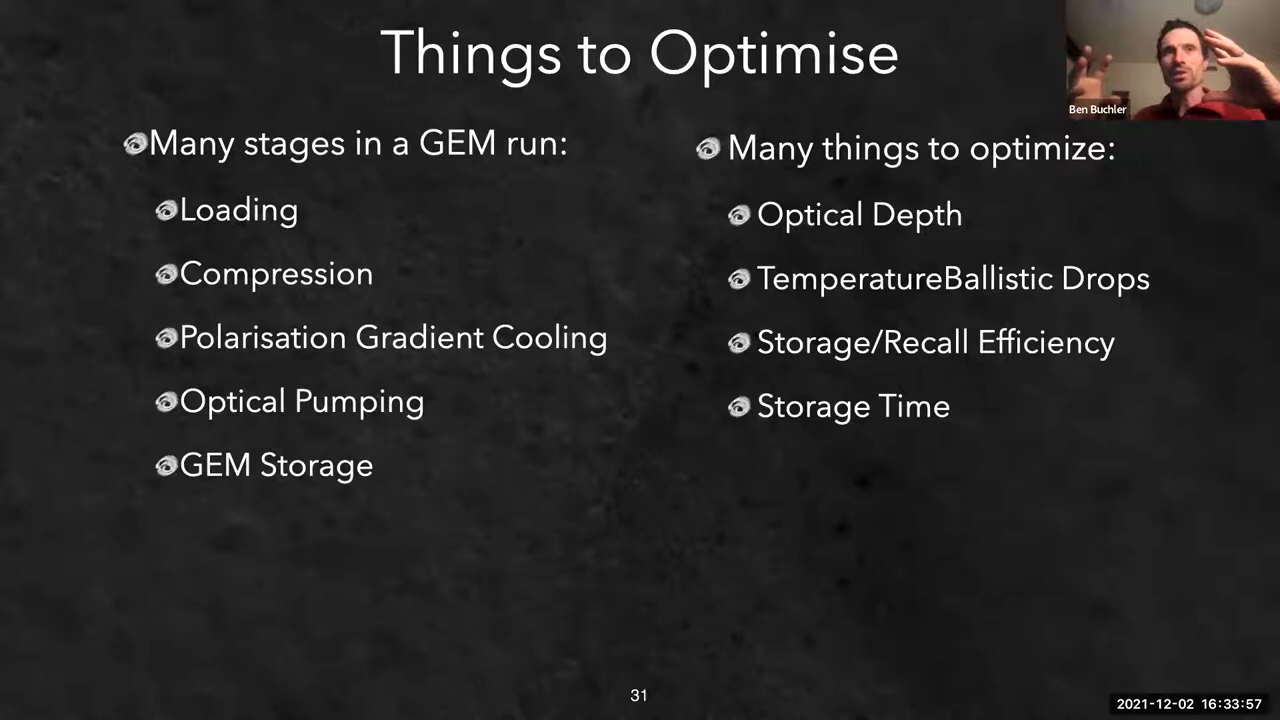 Things to Optimise
Ben Buchler
Many stages in a GEM run:
Loading
Compression
Polarisation Gradient Cooling
Optical Pumping
GEM Storage
Many things to optimize:
Optical Depth
TemperatureBallistic Drops
Storage/Recall Efficiency
Storage Time
31
2021-12-02 16:33:57